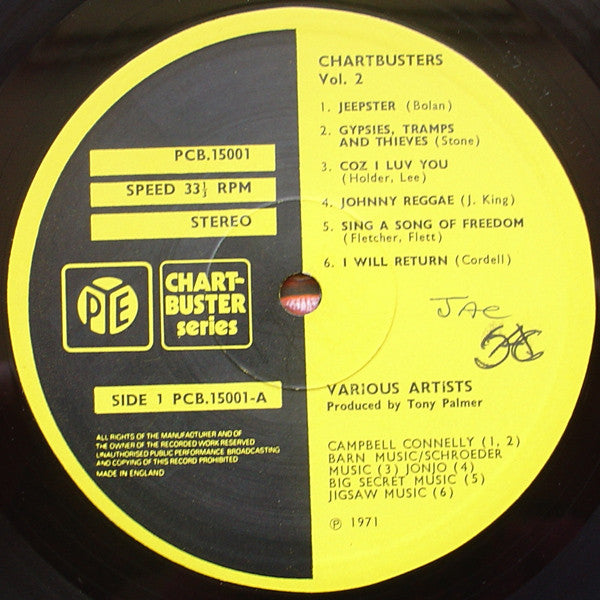 CHARTBUSTERS
Vol. 2
1. JEEPSTER (Bolan)
2. GYPSIES, TRAMPS
AND THIEVES (Stone)
3. COZ I LUV YOU
(Holder, Lee)
4. JOHNNY REGGAE (J. King)
5. SING A SONG OF FREEDOM
(Fletcher, Flett)
6. I WILL RETURN (Cordell)
PCB.15001
SPEED 33⅓ RPM
STEREO
PYE
CHART-
BUSTER
series
SIDE 1 PCB.15001-A
ALL RIGHTS OF THE MANUFACTURER AND OF
THE OWNER OF THE RECORDED WORK RESERVED
UNAUTHORISED PUBLIC PERFORMANCE BROADCASTING
AND COPYING OF THIS RECORD PROHIBITED
MADE IN ENGLAND
JAC
VARIOUS ARTISTS
Produced by Tony Palmer
CAMPBELL CONNELLY (1, 2)
BARN MUSIC/SCHROEDER
MUSIC (3) JONJO (4)
BIG SECRET MUSIC (5)
JIGSAW MUSIC (6)
℗ 1971